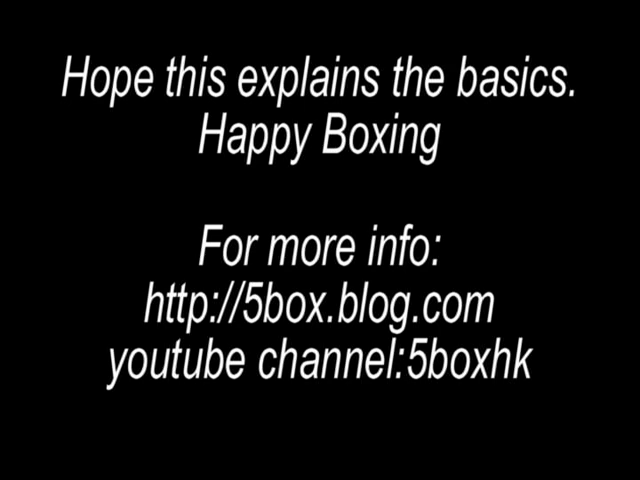 Hope this explains the basics.
Happy Boxing
For more info:
http://5box.blog.com
youtube channel:5boxhk